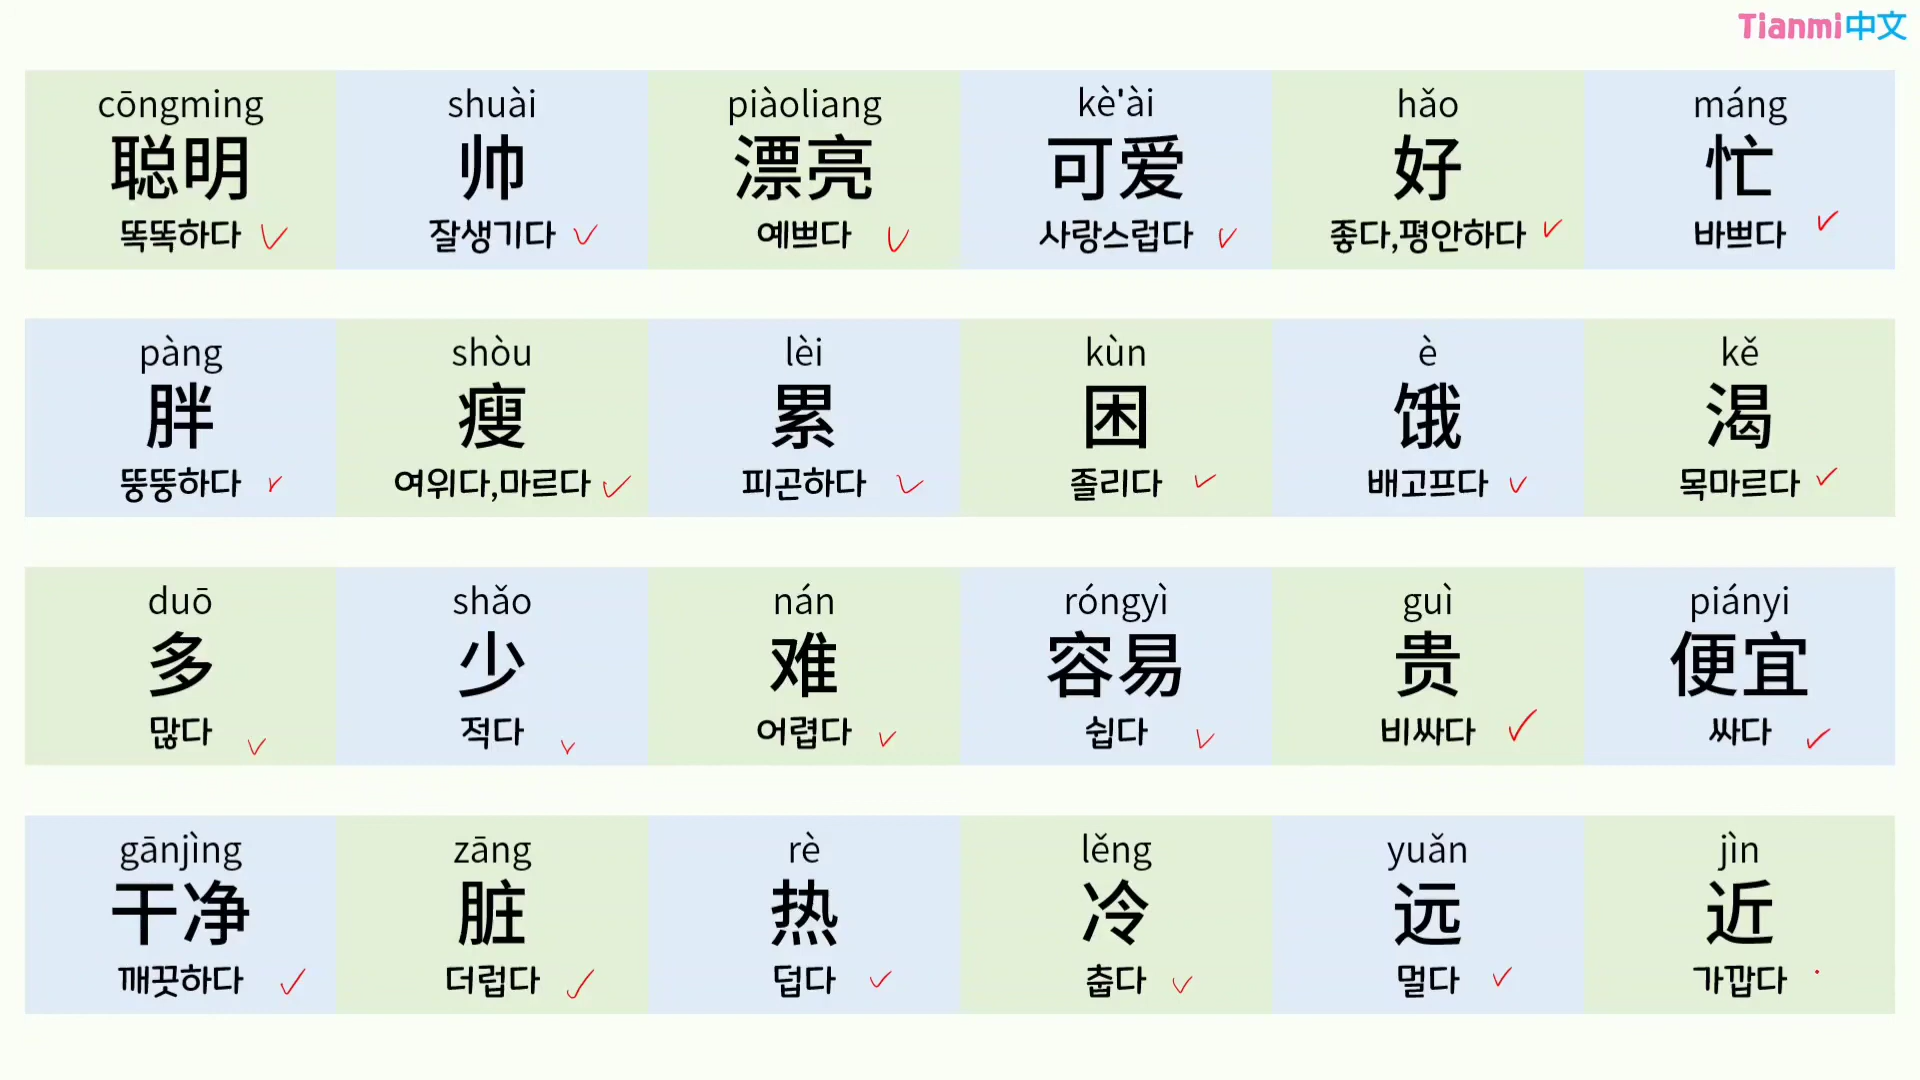 Tianmi中文
cōngming shuài piàoliang kè'ài hǎo máng
聪明 帅 漂亮 可爱 好 忙
똑똑하다 잘생기다 예쁘다 사랑스럽다 좋다,평안하다 바쁘다
pàng shòu lèi kùn è kě
胖 瘦 累 困 饿 渴
뚱뚱하다 여위다,마르다 피곤하다 졸리다 배고프다 목마르다
duō shǎo nán róngyì guì piányi
多 少 难 容易 贵 便宜
많다 적다 어렵다 쉽다 비싸다 싸다
gānjìng zāng rè lěng yuǎn jìn
干净 脏 热 冷 远 近
깨끗하다 더럽다 덥다 춥다 멀다 가깝다